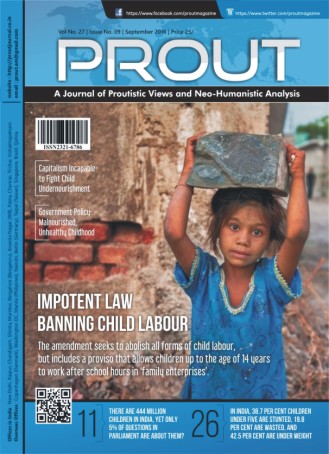 https://www.facebook.com/proutmagazine
https://www.twitter.com/proutmagazine
Vol No. 27 | Issue No. 09 | September 2016 | Price 25/-
PROUT
A Journal of Proutistic Views and Neo-Humanistic Analysis
ISSN2321-6786
Capitalism Incapable
to Fight Child
Undernourishment
Government Policy
Malnourished,
Unhealthy Childhood
IMPOTENT LAW
BANNING CHILD LABOUR
The amendment seeks to abolish all forms of child labour,
but includes a proviso that allows children up to the age of 14 years
to work after school hours in 'family enterprises'.
11
THERE ARE 444 MILLION
CHILDREN IN INDIA, YET ONLY
5% OF QUESTIONS IN
PARLIAMENT ARE ABOUT THEM?
26
IN INDIA, 38.7 PER CENT CHILDREN
UNDER FIVE ARE STUNTED, 19.8
PER CENT ARE WASTED, AND
42.5 PER CENT ARE UNDER WEIGHT